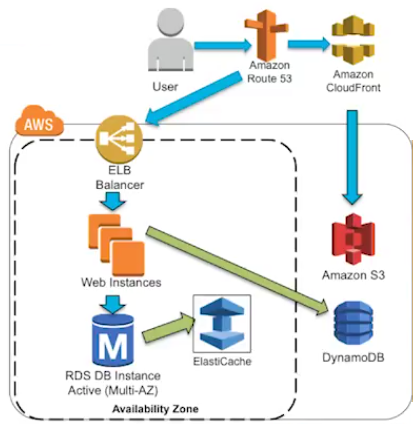 User
Amazon
Route 53
Amazon
CloudFront
AWS
ELB
Balancer
Web Instances
Amazon S3
M
RDS DB Instance
Active (Multi-AZ)
ElastiCache
DynamoDB
Availability Zone